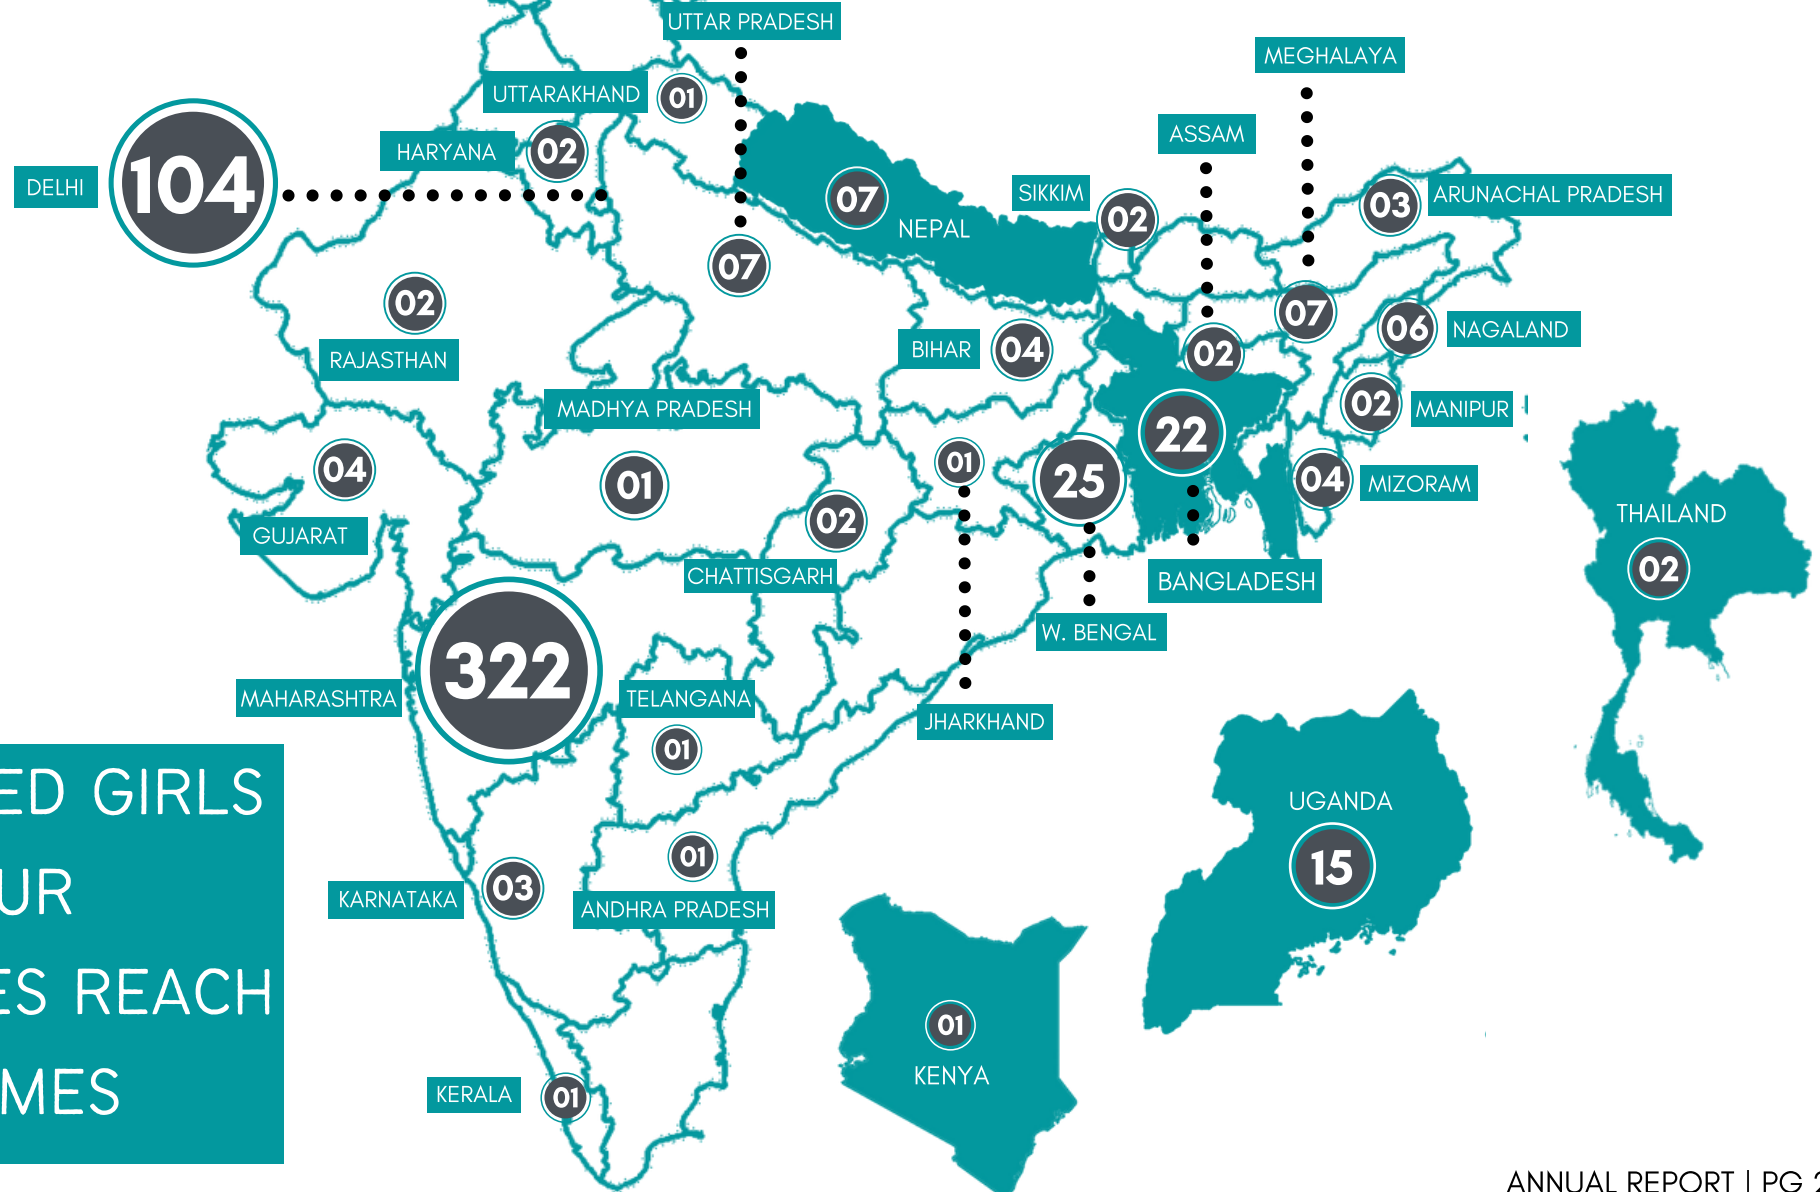 UTTAR PRADESH
MEGHALAYA
UTTARAKHAND
01
ASSAM
HARYANA
02
DELHI
104
07
NEPAL
SIKKIM
02
03
ARUNACHAL PRADESH
07
02
RAJASTHAN
07
06
NAGALAND
BIHAR
04
02
MADHYA PRADESH
02
MANIPUR
22
04
GUJARAT
01
01
25
04
MIZORAM
02
CHATTISGARH
THAILAND
02
BANGLADESH
W. BENGAL
322
MAHARASHTRA
TELANGANA
01
JHARKHAND
ED GIRLS
UR
ES REACH
MES
UGANDA
15
01
ANDHRA PRADESH
KARNATAKA
03
01
KENYA
KERALA
01
ANNUAL REPORT | PG 2